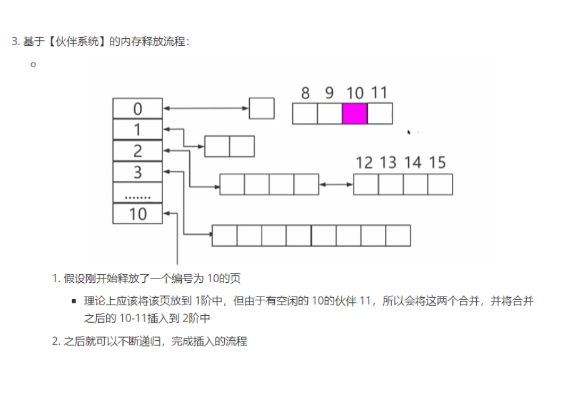 3. 基于【伙伴系统】的内存释放流程：
8 9 10 11
0
1
2
12 13 14 15
3
.......
10
1. 假设刚开始释放了一个编号为 10的页
理论上应该将该页放到 1阶中，但由于有空闲的 10的伙伴 11，所以会将这两个合并，并将合并
之后的 10-11插入到 2阶中
2. 之后就可以不断递归，完成插入的流程